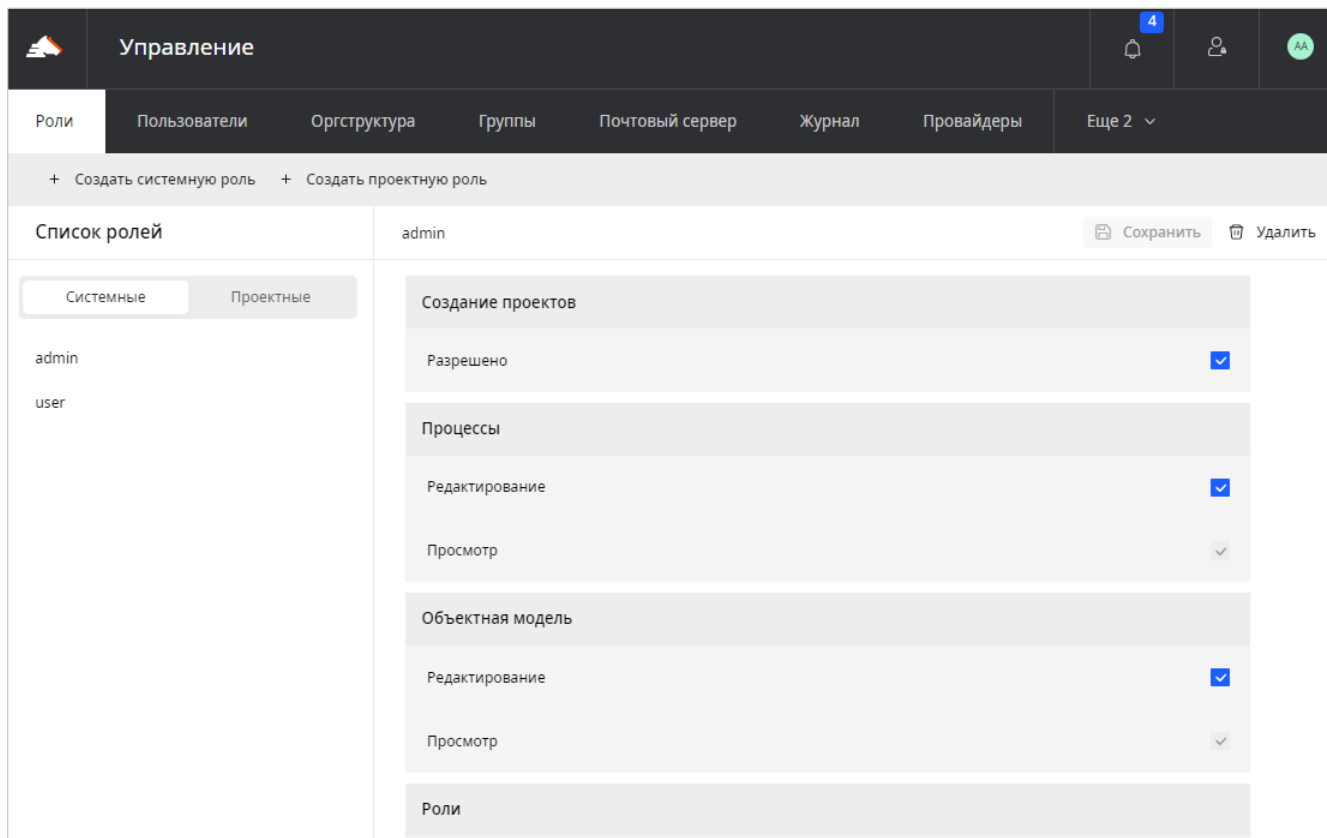 4
Управление
AA
Роли Пользователи Оргструктура Группы Почтовый сервер Журнал Провайдеры Еще 2
+ Создать системную роль + Создать проектную роль
Список ролей admin Сохранить Удалить
Системные Проектные
Создание проектов
admin Разрешено
user
Процессы
Редактирование
Просмотр
Объектная модель
Редактирование
Просмотр
Роли